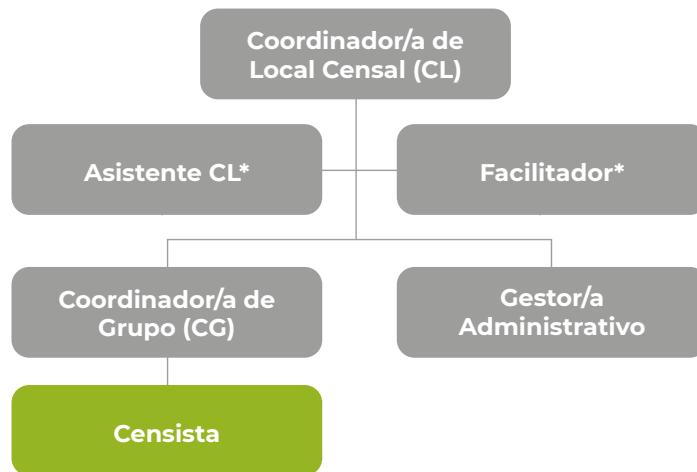 Coordinador/a de
Local Censal (CL)
Asistente CL*
Facilitador*
Coordinador/a de
Grupo (CG)
Gestor/a
Administrativo
Censista